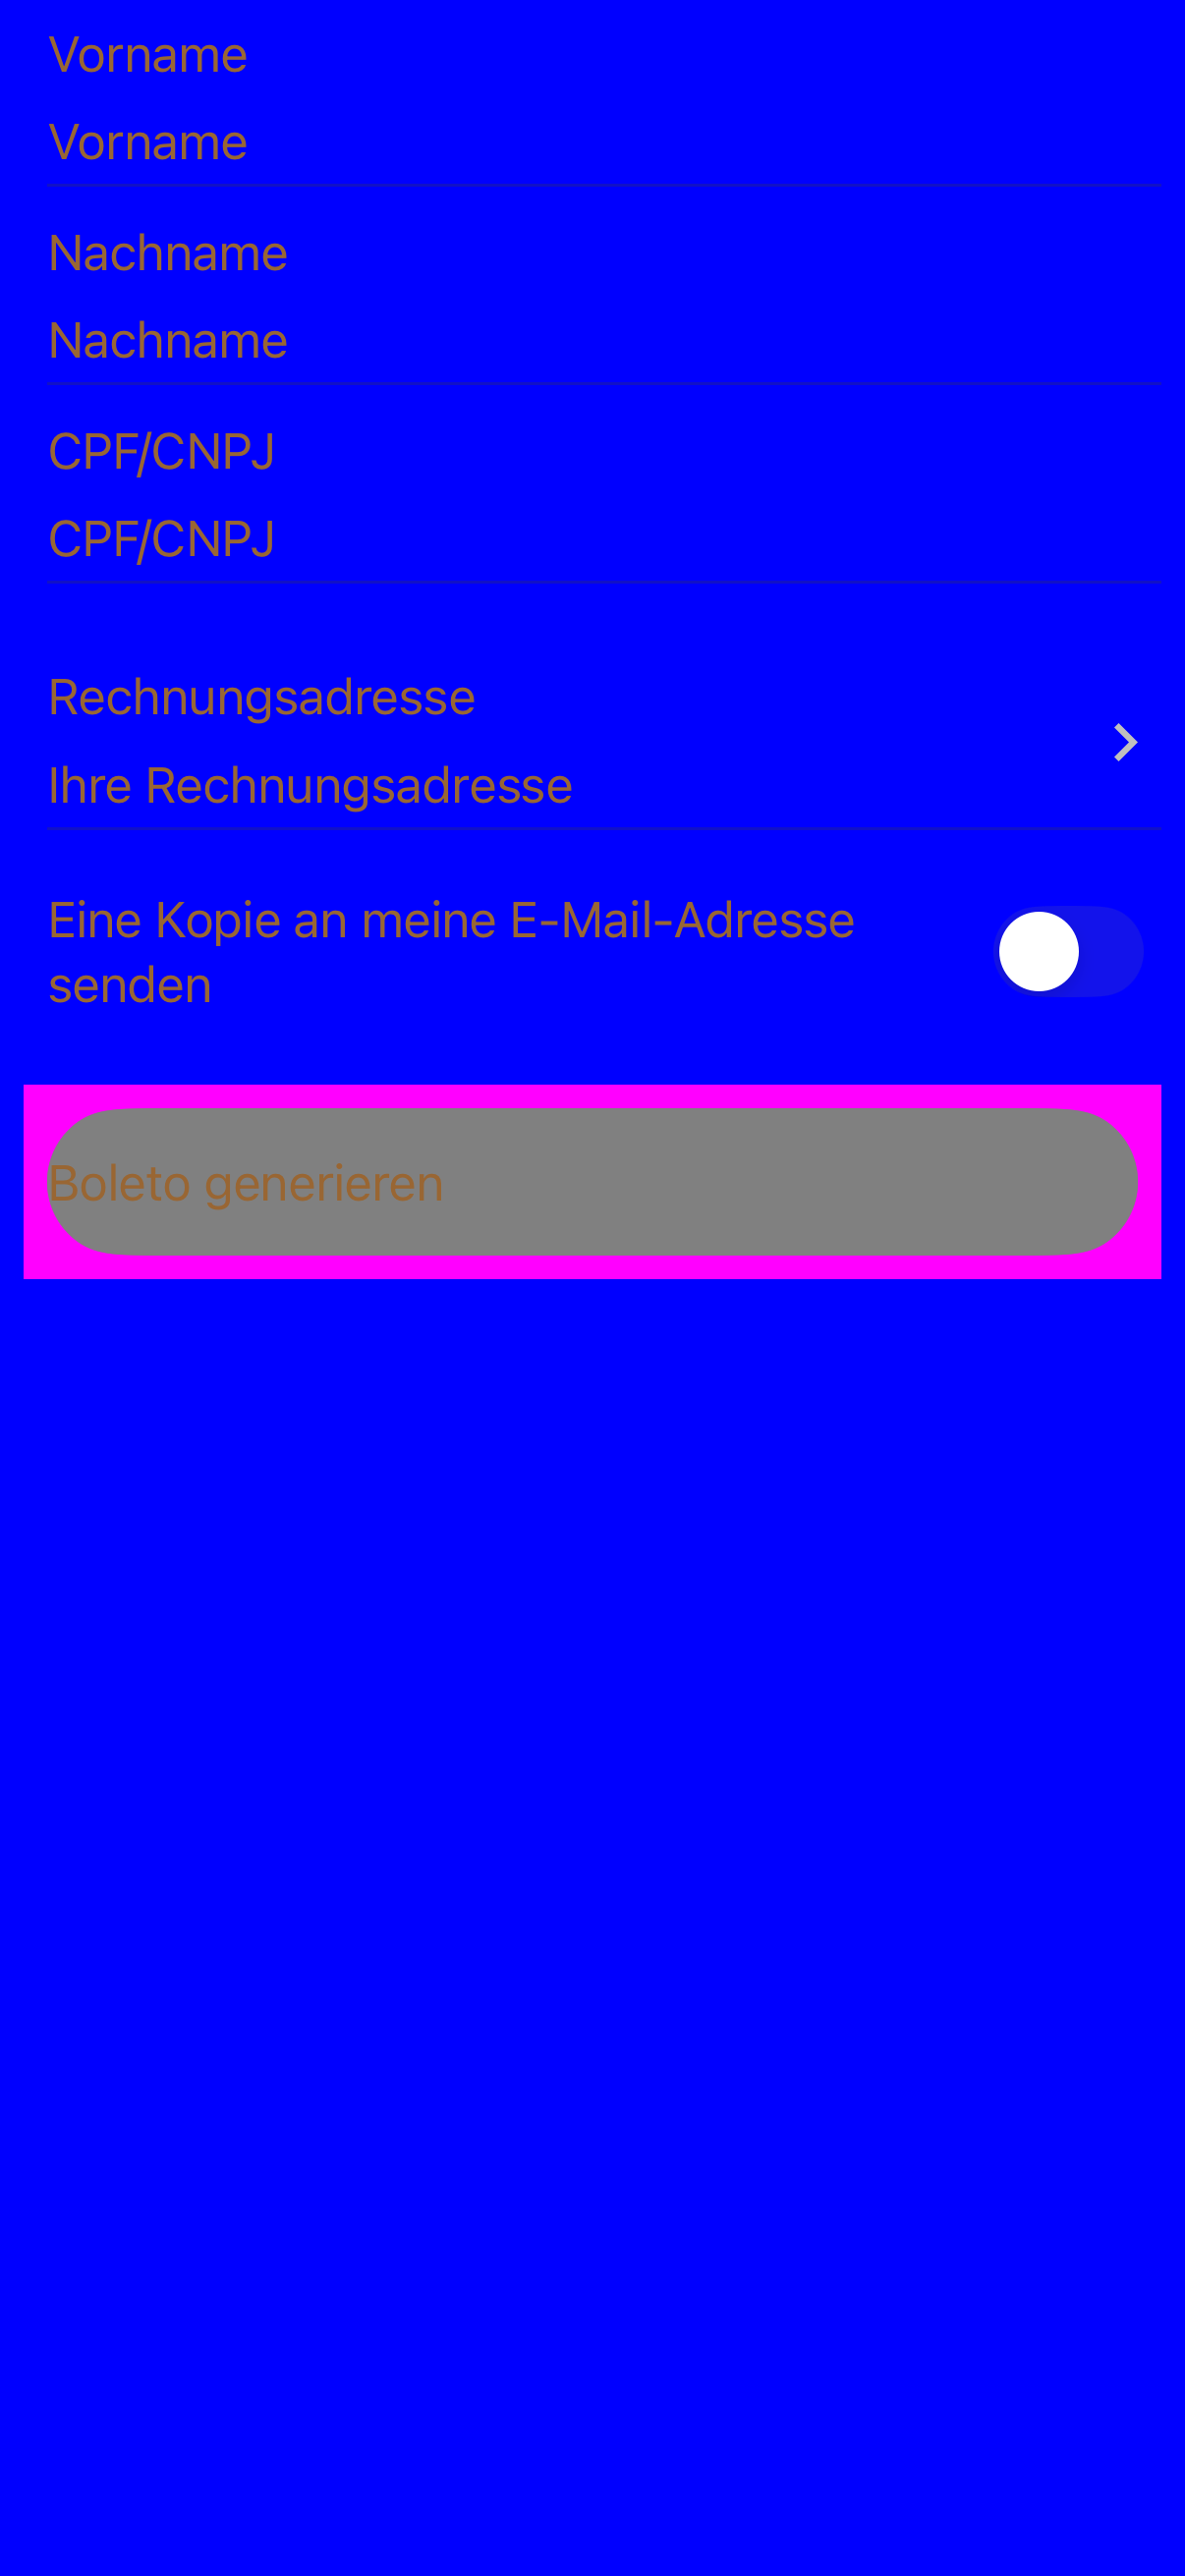 Vorname
Vorname
Nachname
Nachname
CPF/CNPJ
CPF/CNPJ
Rechnungsadresse
Ihre Rechnungsadresse
Eine Kopie an meine E-Mail-Adresse
senden
Boleto generieren